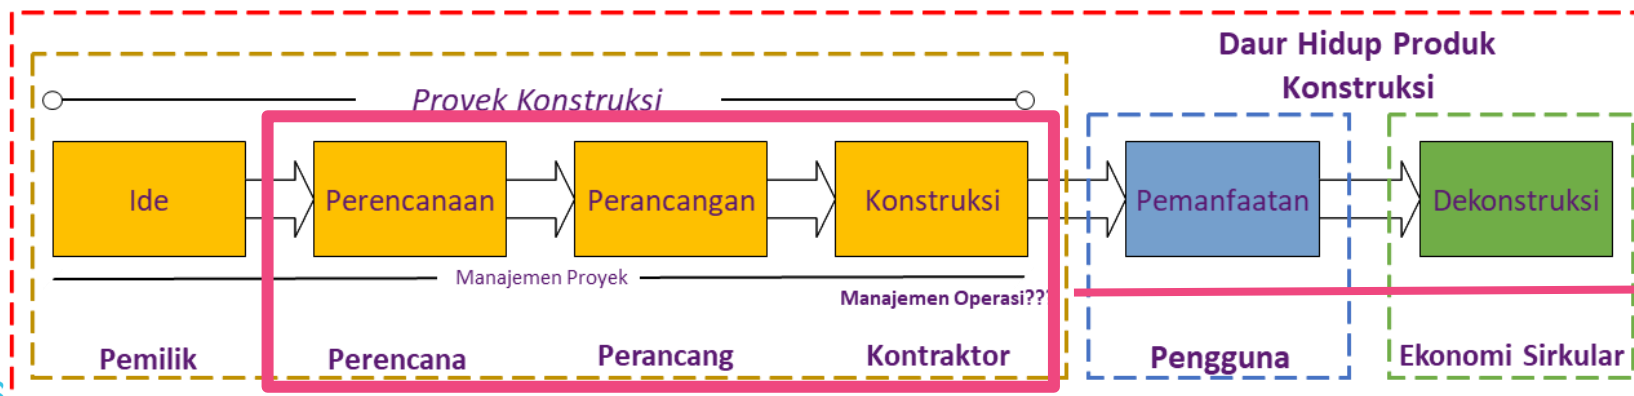 Daur Hidup Produk
Konstruksi
Proyek Konstruksi
Ide
Perencanaan
Perancangan
Konstruksi
Pemanfaatan
Dekonstruksi
Manajemen Proyek
Manajemen Operasi???
Pemilik
Perencana
Perancang
Kontraktor
Pengguna
Ekonomi Sirkular